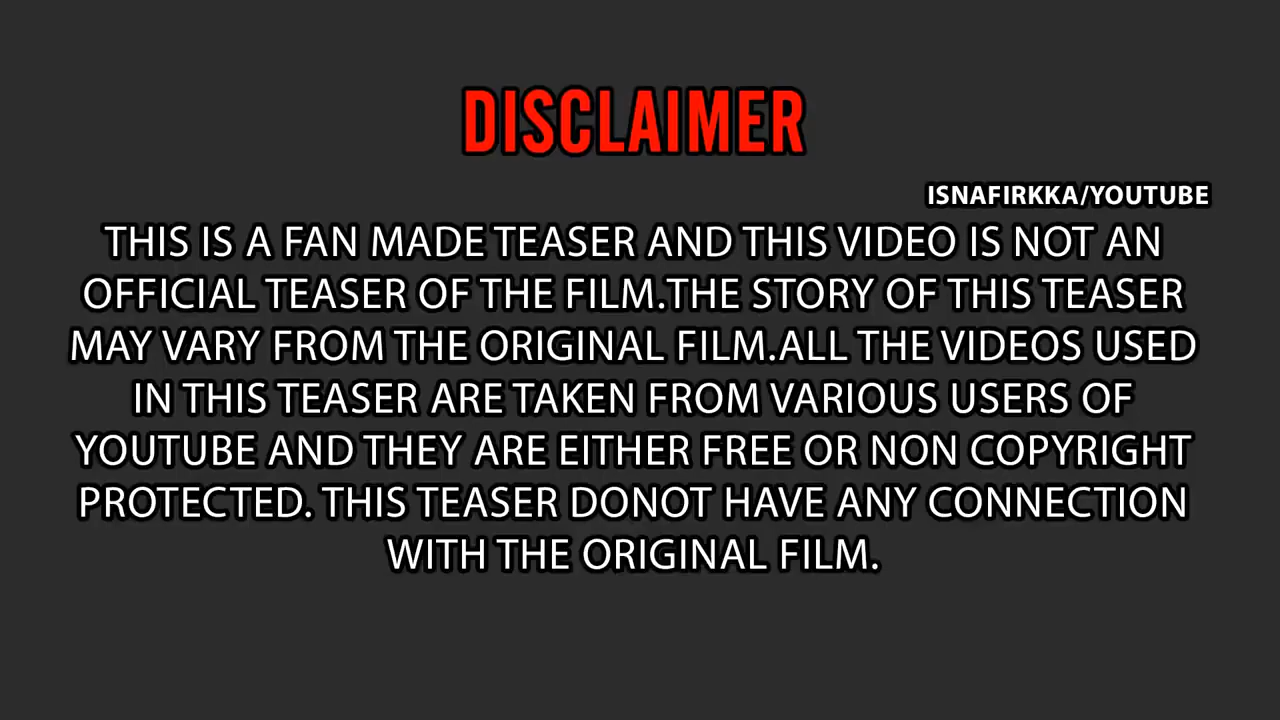 DISCLAIMER
ISNAFIRKKA/YOUTUBE
THIS IS A FAN MADE TEASER AND THIS VIDEO IS NOT AN
OFFICIAL TEASER OF THE FILM.THE STORY OF THIS TEASER
MAY VARY FROM THE ORIGINAL FILM.ALL THE VIDEOS USED
IN THIS TEASER ARE TAKEN FROM VARIOUS USERS OF
YOUTUBE AND THEY ARE EITHER FREE OR NON COPYRIGHT
PROTECTED. THIS TEASER DONOT HAVE ANY CONNECTION
WITH THE ORIGINAL FILM.